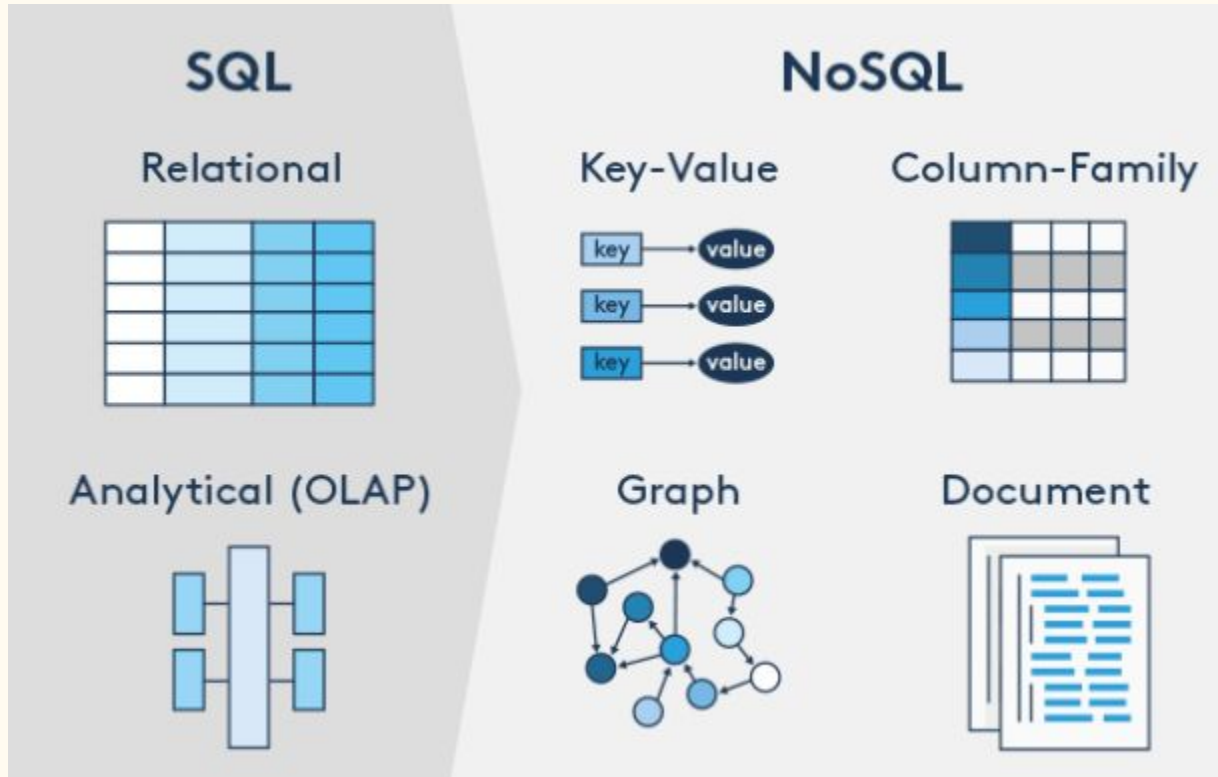 SQL
Relational
Analytical (OLAP)
NoSQL
Key-Value
key value
key value
key value
Column-Family
Graph
Document